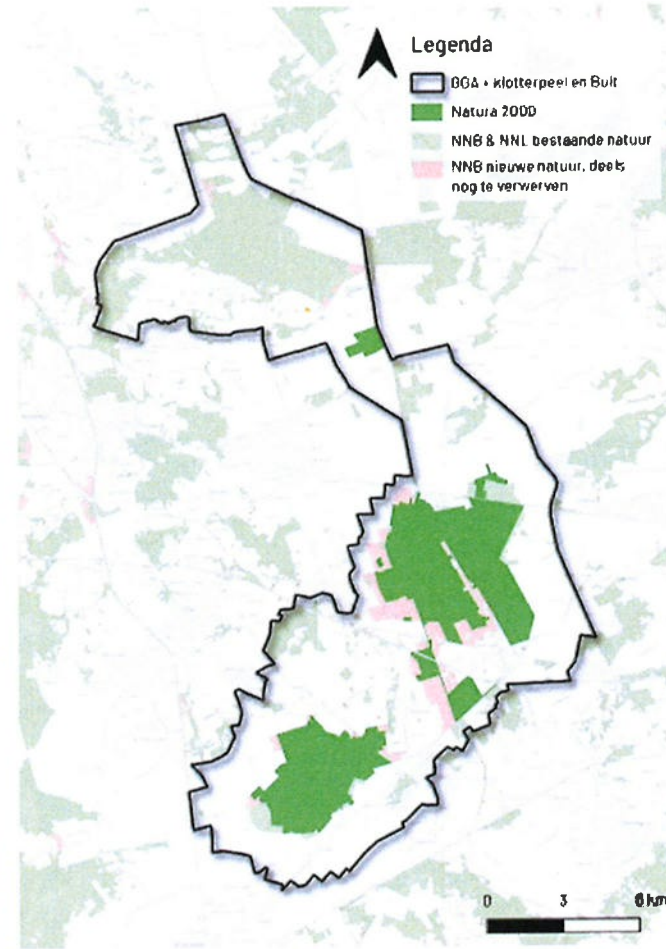 Legenda
GGA + Klotterpeel en Bult
Natura 2000
NNB & NNL bestaande natuur
NNB nieuwe natuur, deels
nog te verwerven
0 3 6 km